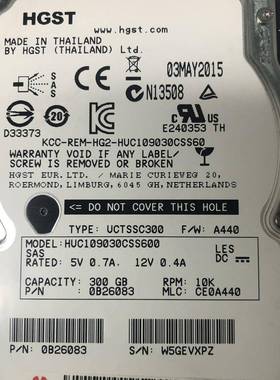 HGST
www.hgst.com
MADE IN THAILAND
BY HGST (THAILAND) Ltd.
SAS
03MAY2015
N13508
D33373
20
E240353 TH
KCC-REM-HG2-HUC109030CSS60
WARRANTY VOID IF ANY LABEL /
SCREW IS REMOVED OR BROKEN
HGST EUR.LTD. / MARIE CURIEVEG 20,
ROERMOND, LIMBURG, 6045 GH, NETHERLANDS
<= DO NOT COVER THIS HOLE
TYPE: UCTSSC300 F/W: A440
MODEL:HUC109030CSS600
SAS
LES
DC
RATED: 5V 0.7A. 12V 0.4A
CAPACITY: 300 GB RPM: 10K
P/N: 0B26083 MLC: CE0A440
P/N: 0B26083
S/N: W5GEVXPZ